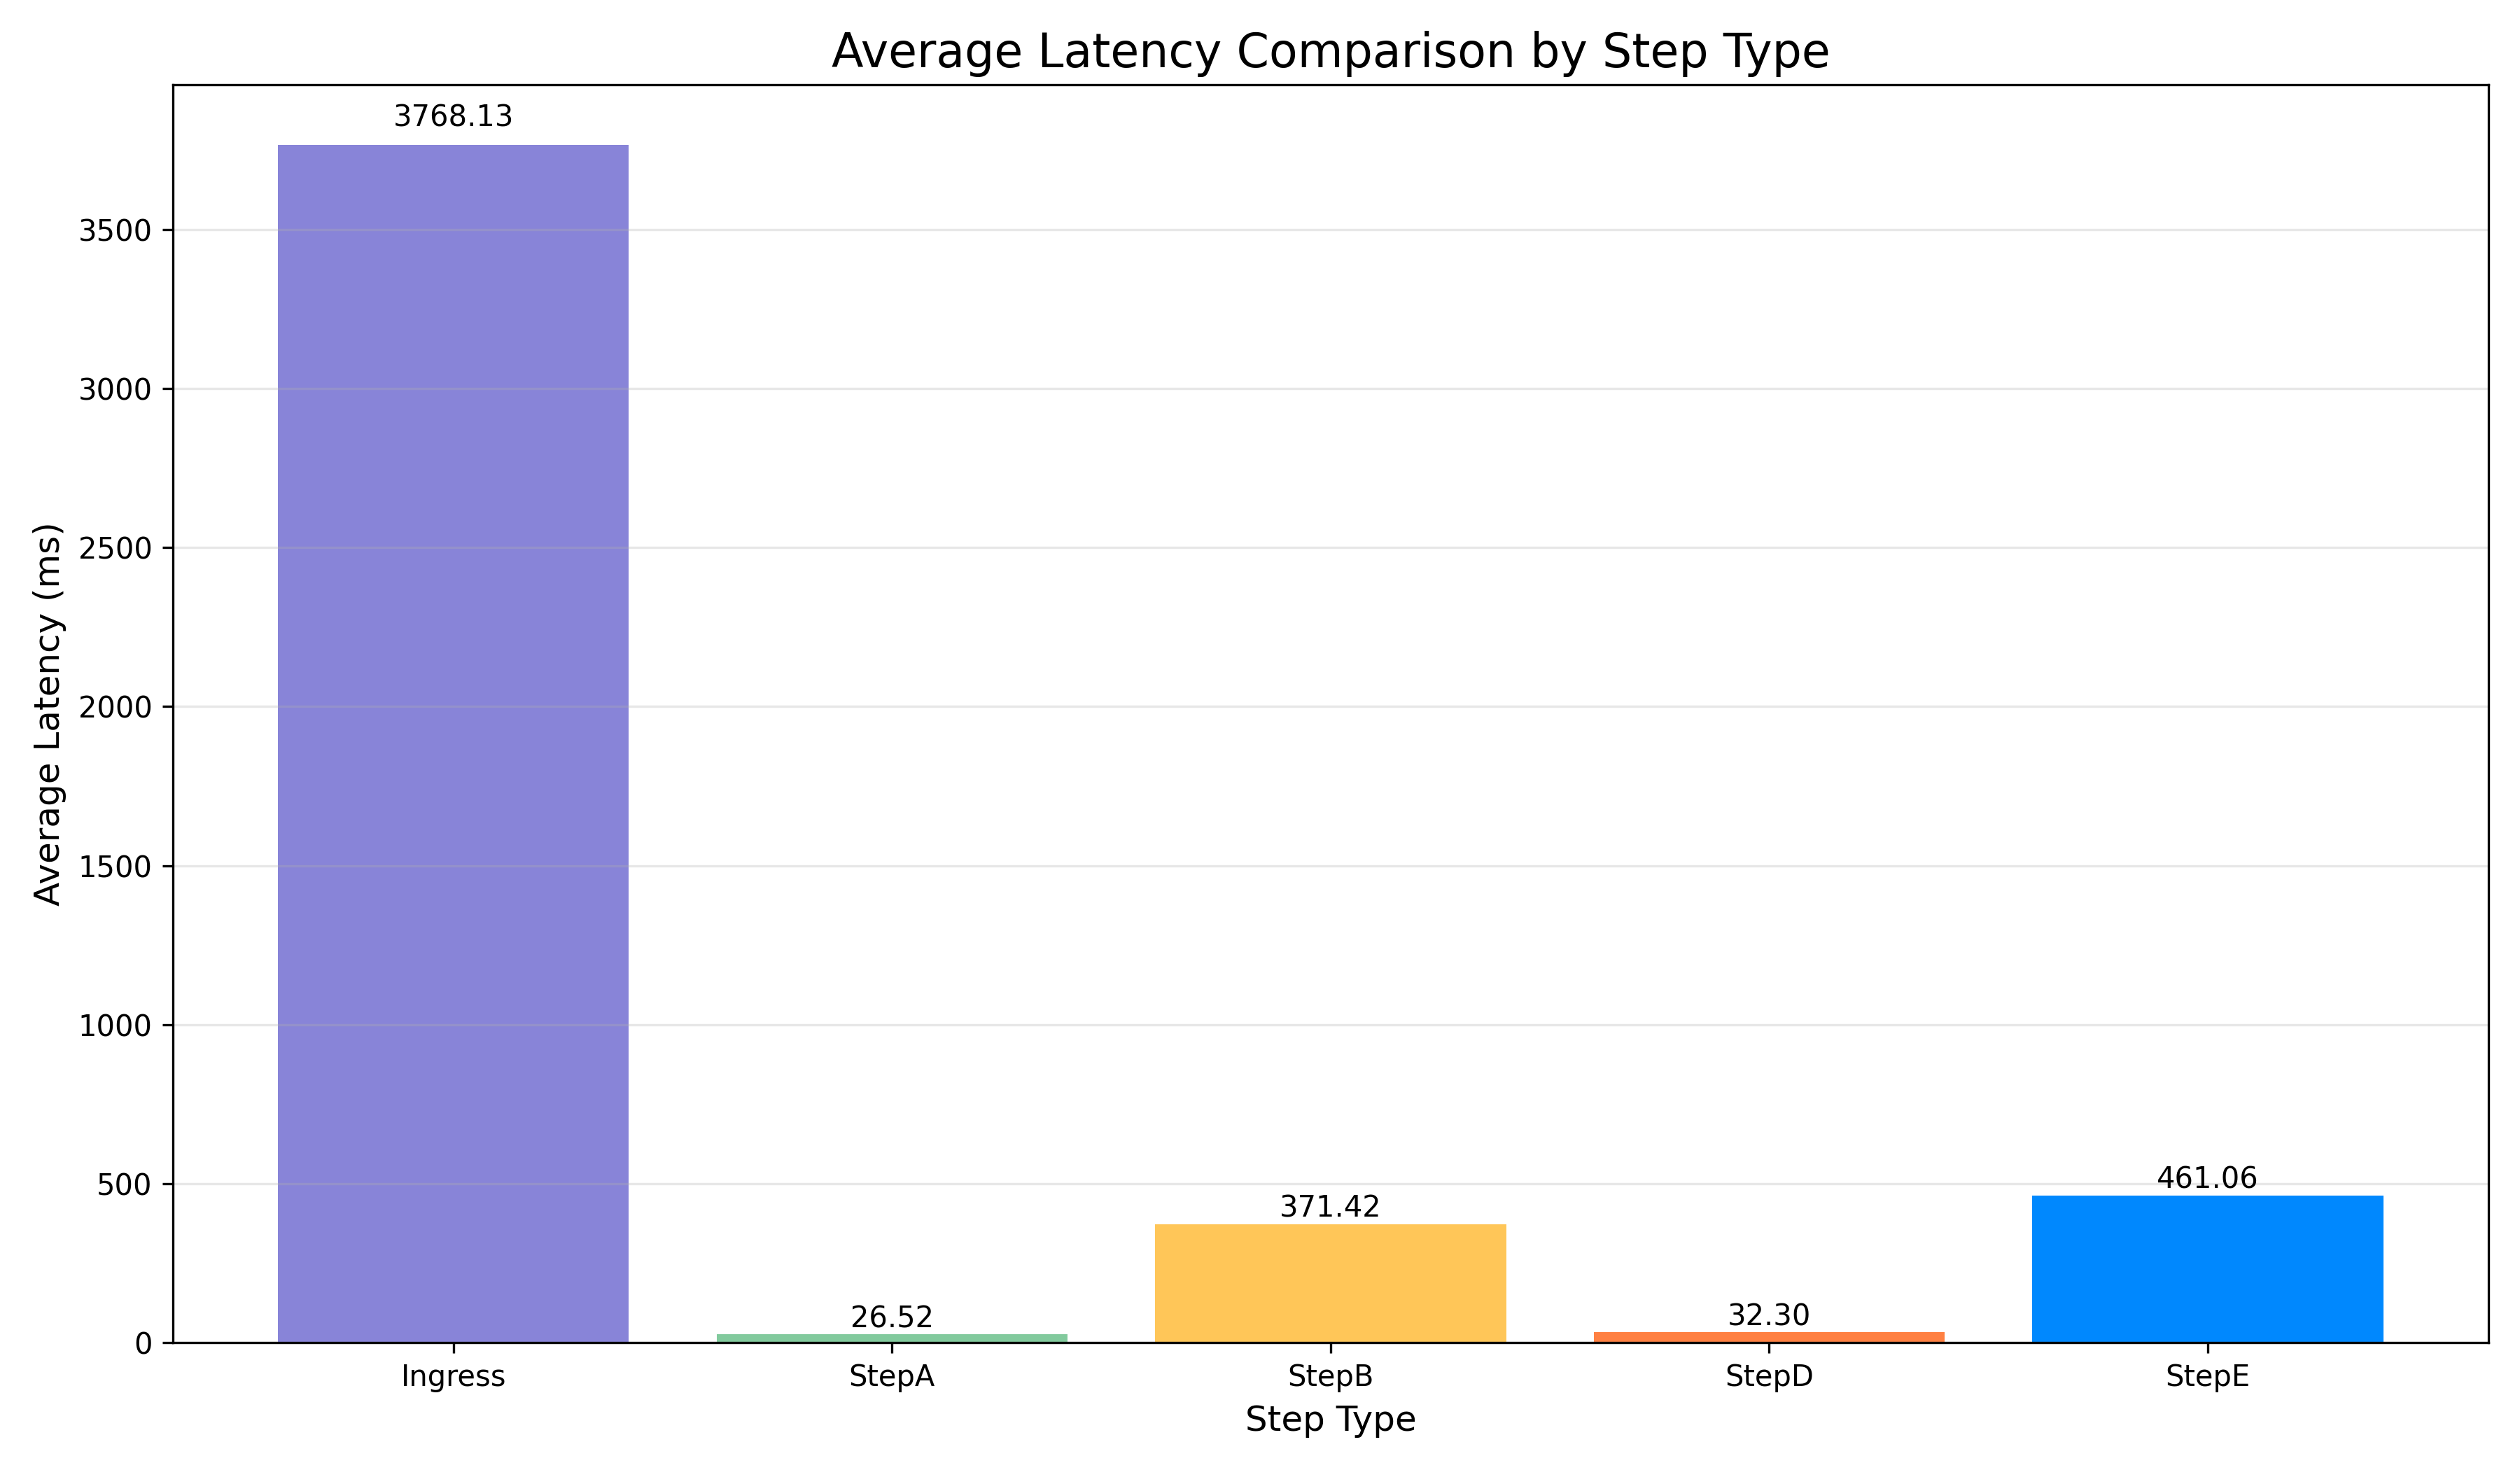 Average Latency Comparison by Step Type
3768.13
3500
3000
2500
2000
1500
1000
500
0
Average Latency (ms)
26.52
371.42
32.30
461.06
Ingress
StepA
StepB
StepD
StepE
Step Type